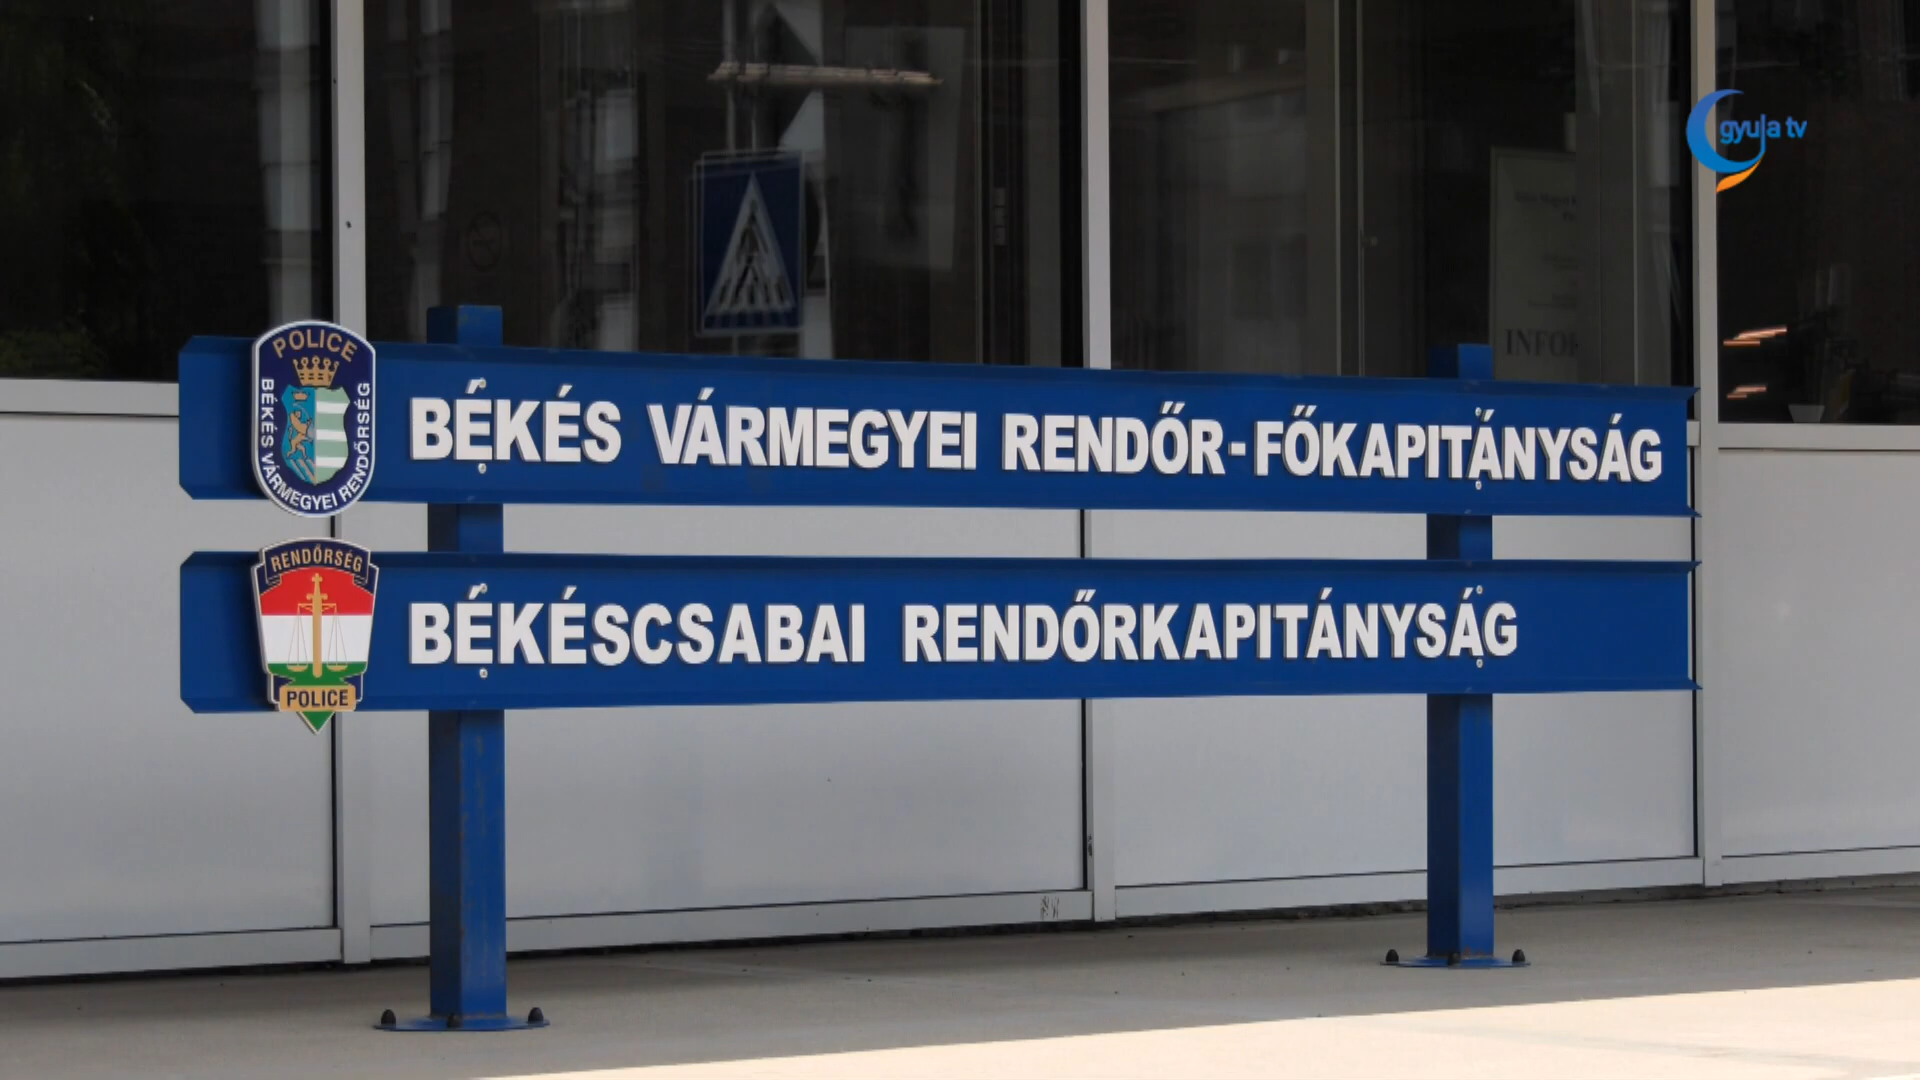 gyula tv
POLICE
BÉKÉS VÁRMEGYEI RENDŐRSÉG
BÉKÉS VÁRMEGYEI RENDŐR-FŐKAPITÁNYSÁG
RENDŐRSÉG
POLICE
BÉKÉSCSABAI RENDŐRKAPITÁNYSÁG